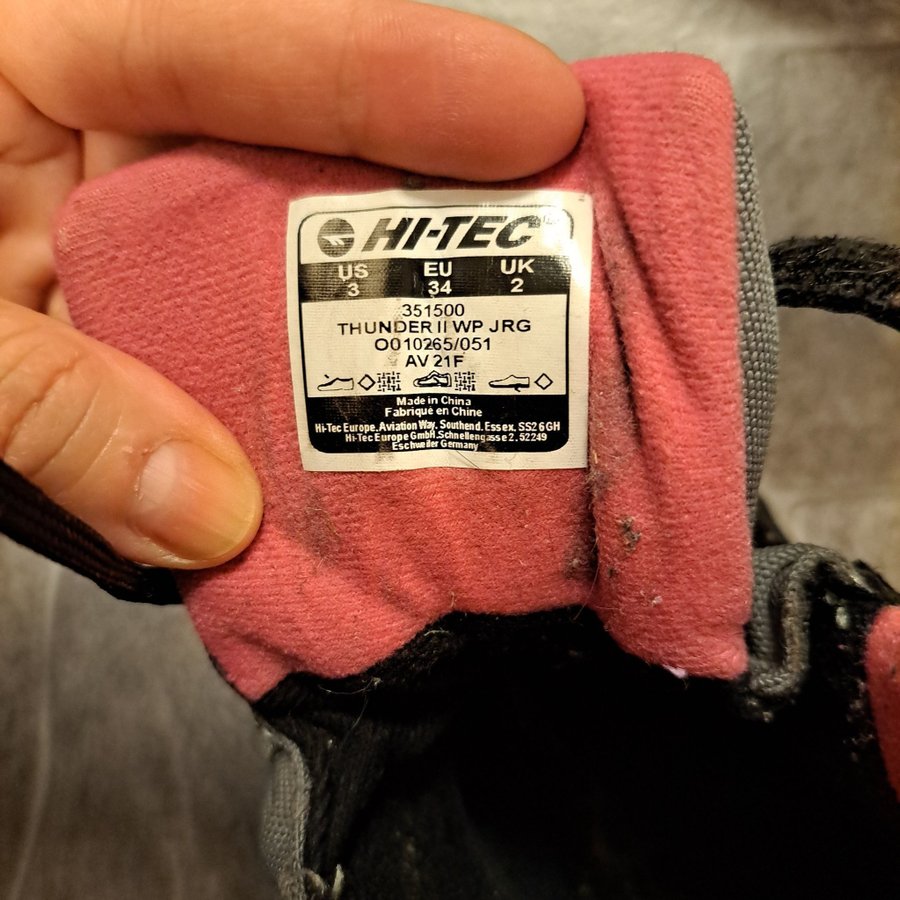 HI-TEC
US EU UK
3 34 2
351500
THUNDER II WP JRG
O010265/051
AV 21F
Made in China
Fabriqué en Chine
Hi-Tec Europe. Aviation Way. Southend. Essex. SS2 6GH
Hi-Tec Europe GmbH. Schnellengasse 2. 52249
Eschweiler Germany